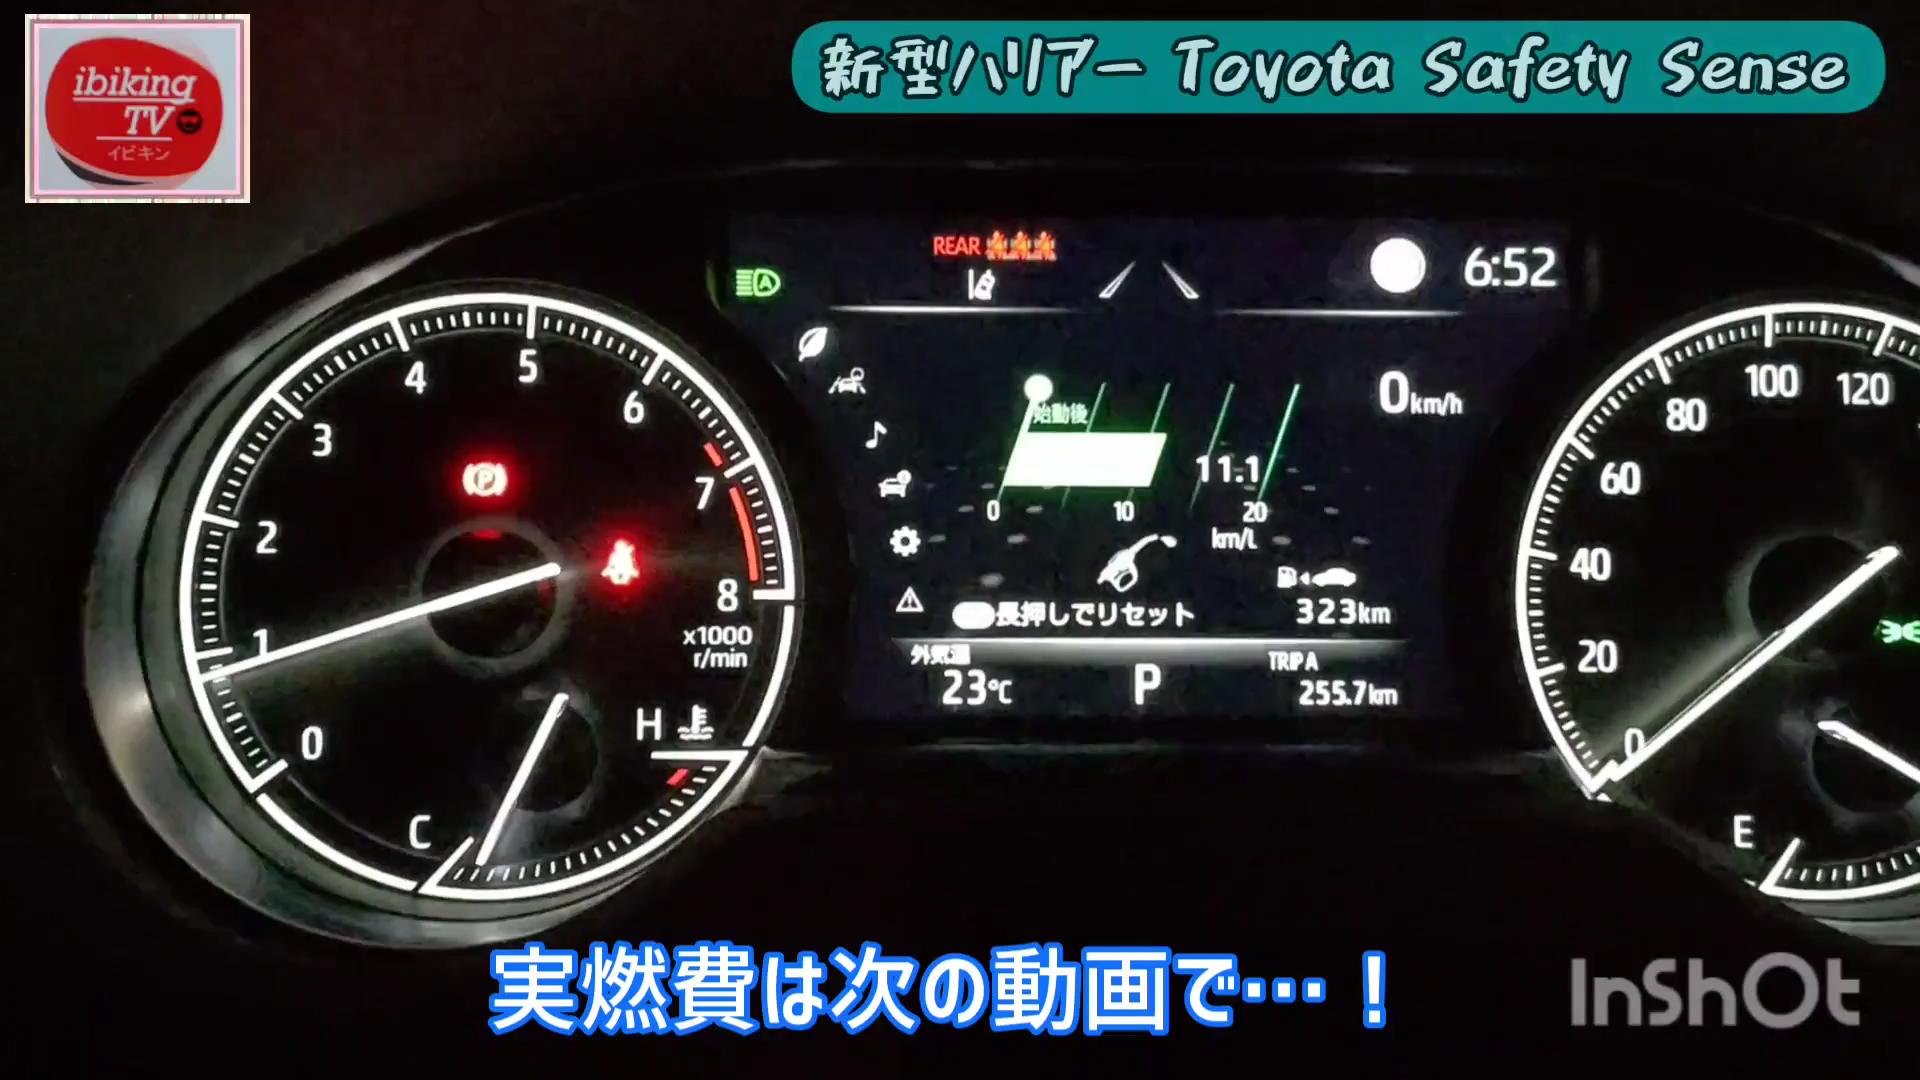 ibiking
TV
イビキン
新型ハリアー Toyota Safety Sense
REAR
A
6:52
0km/h
始動後
11.1
0 10 20
km/L
長押しでリセット
323km
外気温
23℃
P
TRIP A
255.7km
0
1
2
3
4
5
6
7
8
x1000
r/min
P
H
C
0
20
40
60
80
100
120
E
実燃費は次の動画で…！
InShOt